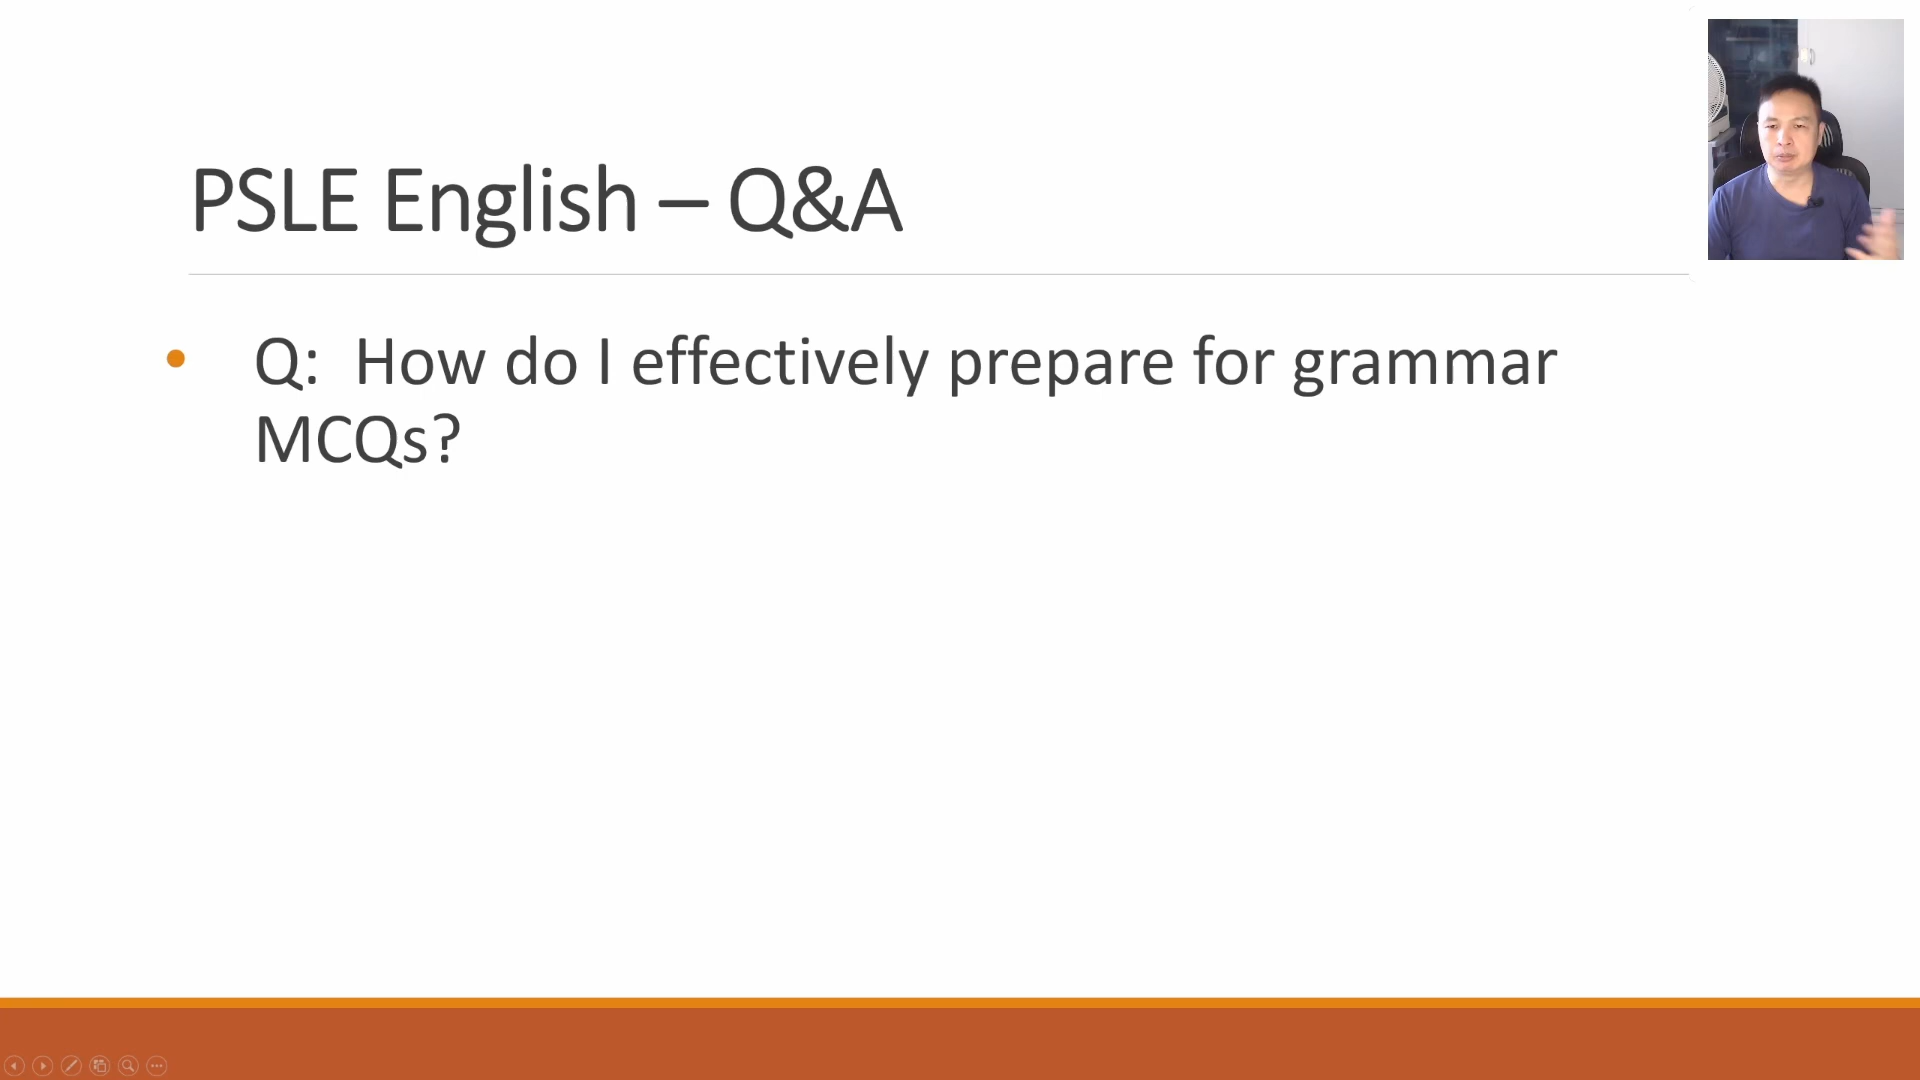 PSLE English – Q&A
• Q: How do I effectively prepare for grammar
MCQs?